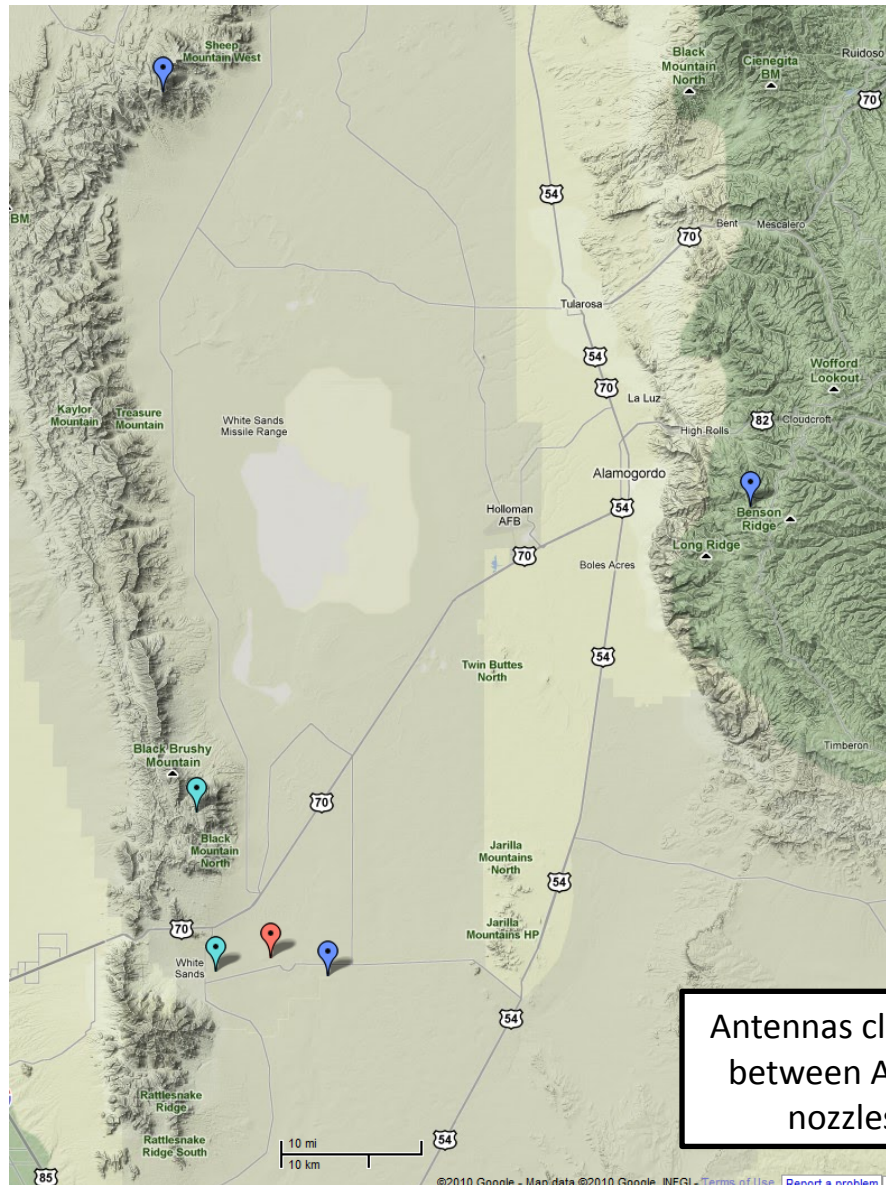 Sheep
Mountain West
Black
Mountain
North
Cienegita
BM
Ruidoso
70
54
BM
Bent
Mescalero
70
Tularosa
54
70
Wofford
Lookout
La Luz
Kaylor
Mountain
Treasure
Mountain
White Sands
Missile Range
82
Cloudcroft
High Rolls
Alamogordo
Holloman
AFB
54
Benson
Ridge
70
Long Ridge
Boles Acres
54
Twin Buttes
North
Black Brushy
Mountain
Timberon
70
Black
Mountain
North
Jarilla
Mountains
North
54
70
Jarilla
Mountains HP
White
Sands
54
Antennas cl
between A
nozzles
Rattlesnake
Ridge
Rattlesnake
Ridge South
10 mi
10 km
54
85
©2010 Google - Map data ©2010 Google, INEGI - Terms of Use
Report a problem